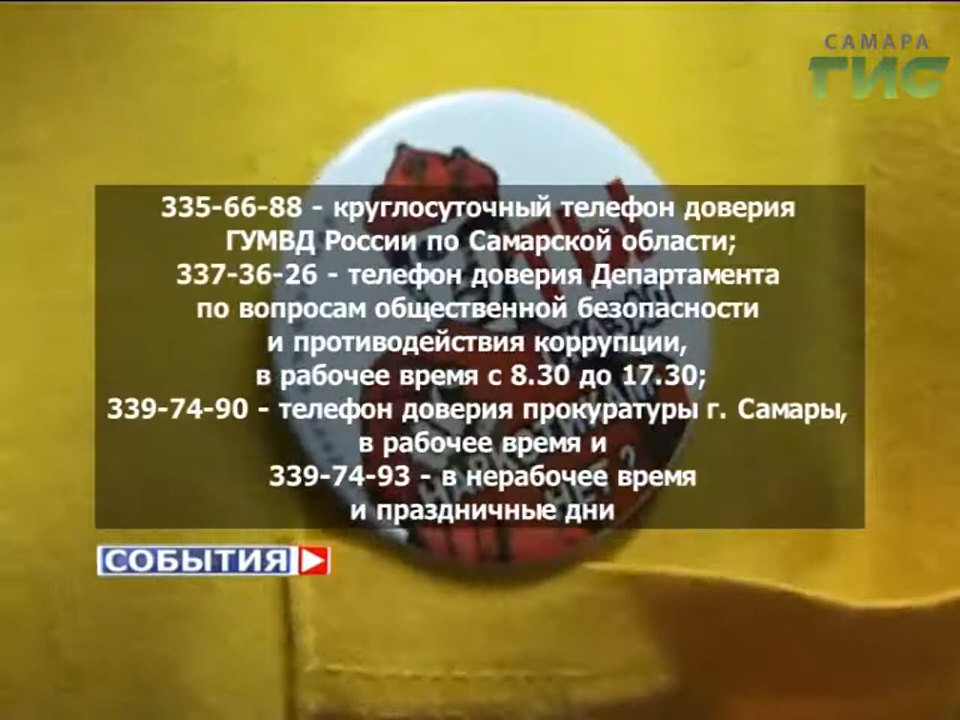 САМАРА
ГИС
335-66-88 - круглосуточный телефон доверия
ГУМВД России по Самарской области;
337-36-26 - телефон доверия Департамента
по вопросам общественной безопасности
и противодействия коррупции,
в рабочее время с 8.30 до 17.30;
339-74-90 - телефон доверия прокуратуры г. Самары,
в рабочее время и
339-74-93 - в нерабочее время
и праздничные дни
СОБЫТИЯ